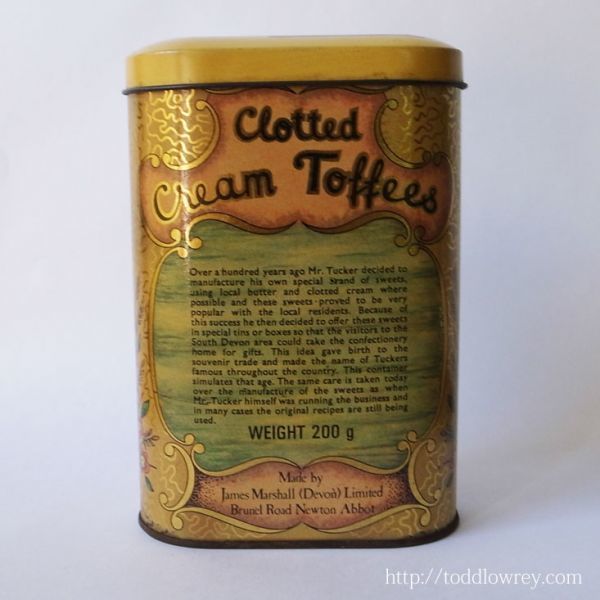 Clotted
Cream Toffees
Over a hundred years ago Mr. Tucker decided to
manufacture his own special brand of sweets,
using local butter and clotted cream where
possible and these sweets proved to be very
popular with the local residents. Because of
this success he then decided to offer these sweets
in special tins or boxes so that the visitors to the
South Devon area could take the confectionery
home for gifts. This idea gave birth to the
souvenir trade and made the name of Tuckers
famous throughout the country. This container
simulates that age. The same care is taken today
over the manufacture of the sweets as when
Mr. Tucker himself was running the business and
in many cases the original recipes are still being
used.
WEIGHT 200 g
Made by
James Marshall (Devon) Limited
Brunel Road Newton Abbot
http://toddlowrey.com